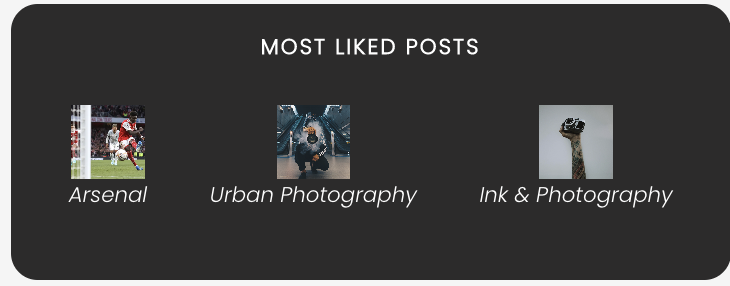 MOST LIKED POSTS
Arsenal
Urban Photography
Ink & Photography